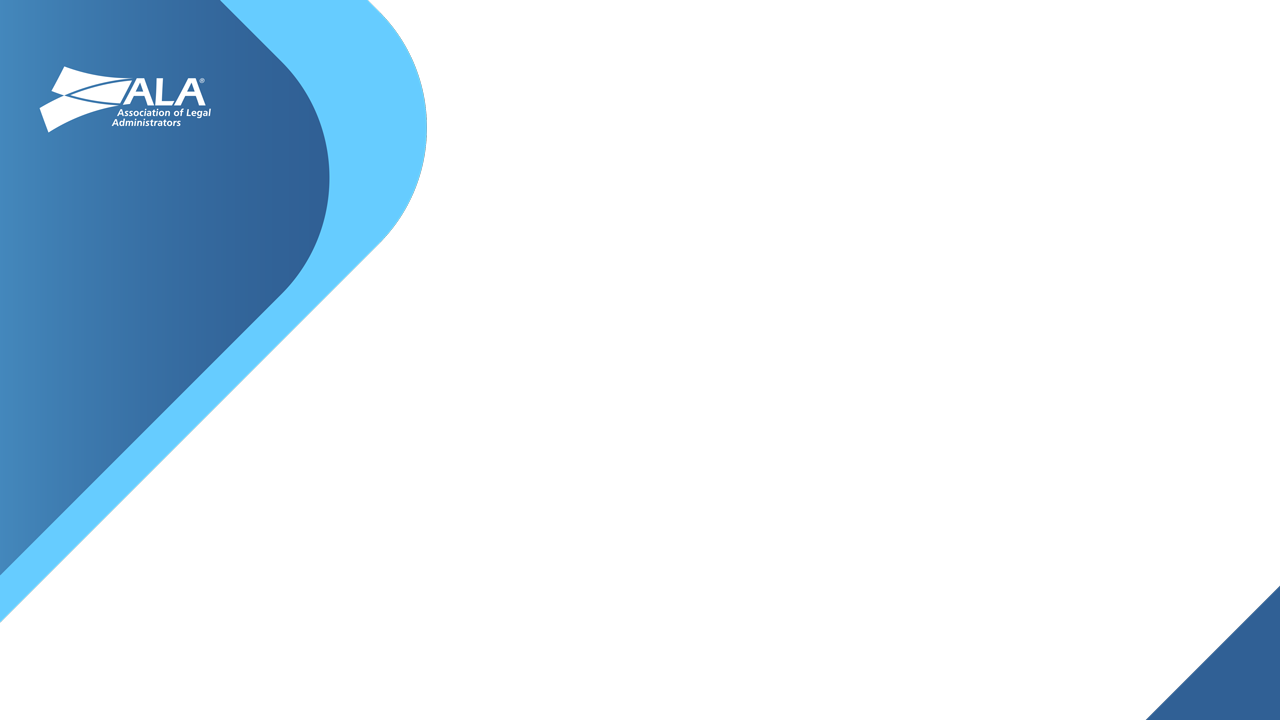 ALA®
Association of Legal
Administrators